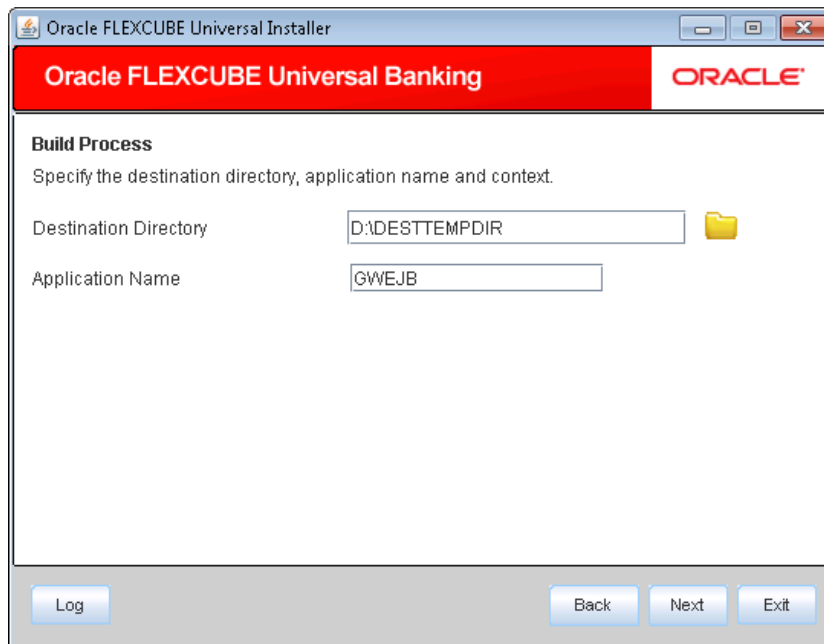 Oracle FLEXCUBE Universal Installer
Oracle FLEXCUBE Universal Banking
ORACLE
Build Process
Specify the destination directory, application name and context.
Destination Directory D:\DESTTEMPDIR
Application Name GWEJB
Log Back Next Exit